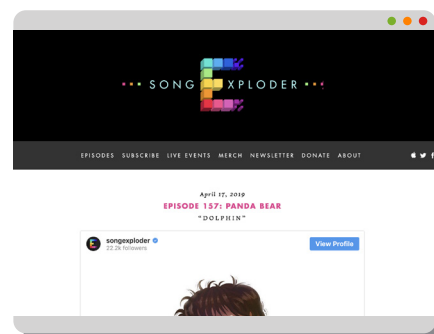 SONG EXPLODER
EPISODES SUBSCRIBE LIVE EVENTS MERCH NEWSLETTER DONATE ABOUT
April 17, 2019
EPISODE 157: PANDA BEAR
"DOLPHIN"
songexploder
View Profile
22.2k followers